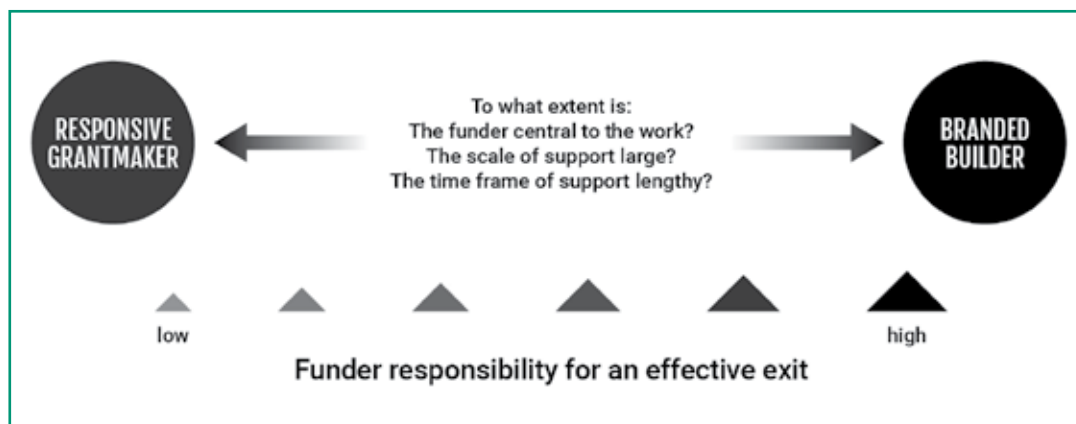 RESPONSIVE
GRANTMAKER
To what extent is:
The funder central to the work?
The scale of support large?
The time frame of support lengthy?
BRANDED
BUILDER
low
high
Funder responsibility for an effective exit